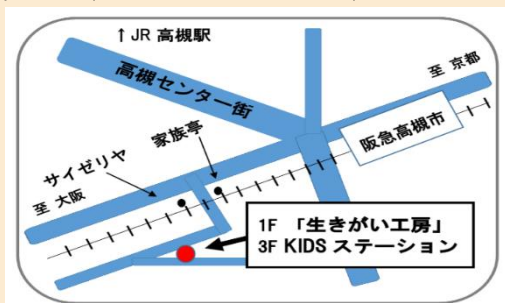 ↑JR 高槻駅
高槻センター街
至 京都
阪急高槻市
家族亭
サイゼリヤ
至 大阪
1F 「生きがい工房」
3F KIDS ステーション